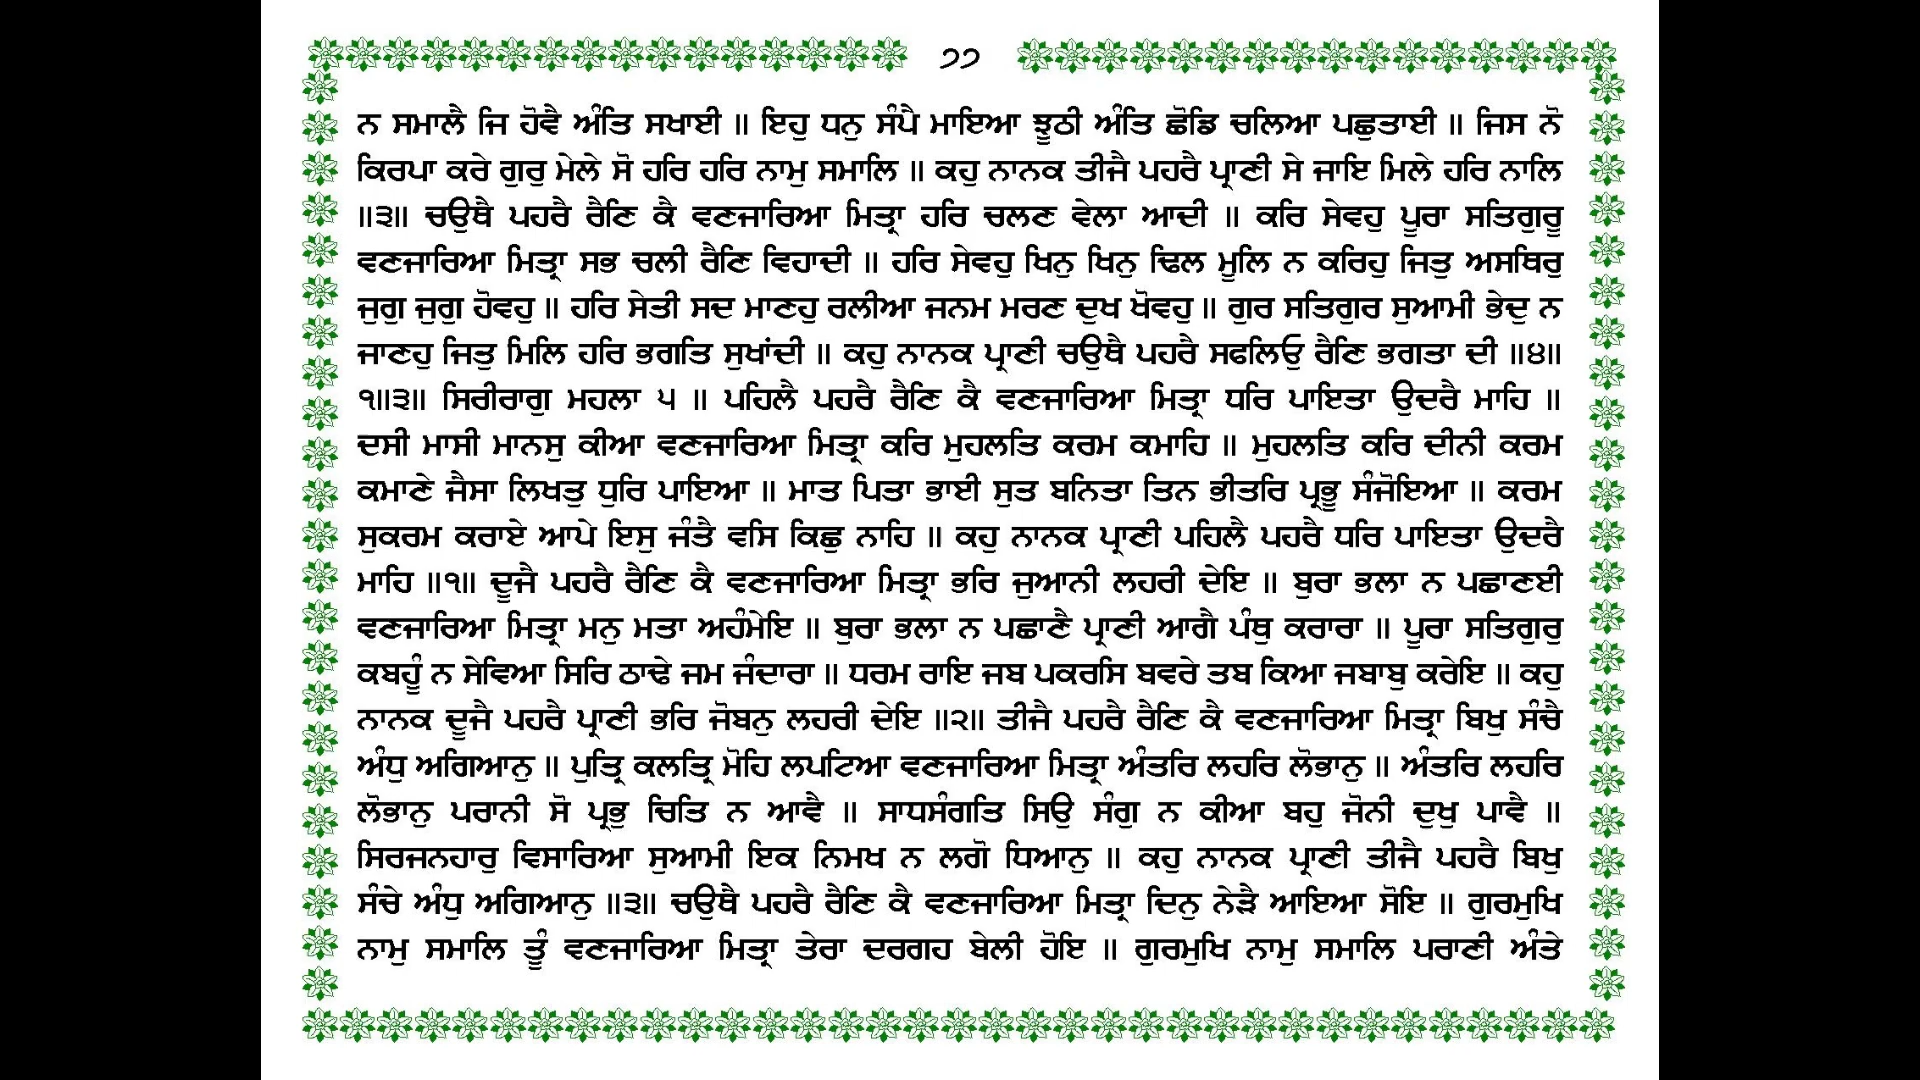 ੭੭
ਨ ਸਮਾਲੈ ਜਿ ਹੋਵੈ ਅੰਤਿ ਸਖਾਈ ॥ ਇਹੁ ਧਨੁ ਸੰਪੈ ਮਾਇਆ ਝੂਠੀ ਅੰਤਿ ਛੋਡਿ ਚਲਿਆ ਪਛੁਤਾਈ ॥ ਜਿਸ ਨੋ
ਕਿਰਪਾ ਕਰੇ ਗੁਰੁ ਮੇਲੇ ਸੋ ਹਰਿ ਹਰਿ ਨਾਮੁ ਸਮਾਲਿ ॥ ਕਹੁ ਨਾਨਕ ਤੀਜੈ ਪਹਰੈ ਪ੍ਰਾਣੀ ਸੇ ਜਾਇ ਮਿਲੇ ਹਰਿ ਨਾਲਿ
॥੩॥ ਚਉਥੈ ਪਹਰੈ ਰੈਣਿ ਕੈ ਵਣਜਾਰਿਆ ਮਿਤ੍ਰਾ ਹਰਿ ਚਲਣ ਵੇਲਾ ਆਦੀ ॥ ਕਰਿ ਸੇਵਹੁ ਪੂਰਾ ਸਤਿਗੁਰੂ
ਵਣਜਾਰਿਆ ਮਿਤ੍ਰਾ ਸਭ ਚਲੀ ਰੈਣਿ ਵਿਹਾਦੀ ॥ ਹਰਿ ਸੇਵਹੁ ਖਿਨੁ ਖਿਨੁ ਢਿਲ ਮੂਲਿ ਨ ਕਰਿਹੁ ਜਿਤੁ ਅਸਥਿਰੁ
ਜੁਗੁ ਜੁਗੁ ਹੋਵਹੁ ॥ ਹਰਿ ਸੇਤੀ ਸਦ ਮਾਣਹੁ ਰਲੀਆ ਜਨਮ ਮਰਣ ਦੁਖ ਖੋਵਹੁ ॥ ਗੁਰ ਸਤਿਗੁਰ ਸੁਆਮੀ ਭੇਦੁ ਨ
ਜਾਣਹੁ ਜਿਤੁ ਮਿਲਿ ਹਰਿ ਭਗਤਿ ਸੁਖਾਂਦੀ ॥ ਕਹੁ ਨਾਨਕ ਪ੍ਰਾਣੀ ਚਉਥੈ ਪਹਰੈ ਸਫਲਿਓੁ ਰੈਣਿ ਭਗਤਾ ਦੀ ॥੪॥
੧॥੩॥ ਸਿਰੀਰਾਗੁ ਮਹਲਾ ੫ ॥ ਪਹਿਲੈ ਪਹਰੈ ਰੈਣਿ ਕੈ ਵਣਜਾਰਿਆ ਮਿਤ੍ਰਾ ਧਰਿ ਪਾਇਤਾ ਉਦਰੈ ਮਾਹਿ ॥
ਦਸੀ ਮਾਸੀ ਮਾਨਸੁ ਕੀਆ ਵਣਜਾਰਿਆ ਮਿਤ੍ਰਾ ਕਰਿ ਮੁਹਲਤਿ ਕਰਮ ਕਮਾਹਿ ॥ ਮੁਹਲਤਿ ਕਰਿ ਦੀਨੀ ਕਰਮ
ਕਮਾਣੇ ਜੈਸਾ ਲਿਖਤੁ ਧੁਰਿ ਪਾਇਆ ॥ ਮਾਤ ਪਿਤਾ ਭਾਈ ਸੁਤ ਬਨਿਤਾ ਤਿਨ ਭੀਤਰਿ ਪ੍ਰਭੂ ਸੰਜੋਇਆ ॥ ਕਰਮ
ਸੁਕਰਮ ਕਰਾਏ ਆਪੇ ਇਸੁ ਜੰਤੈ ਵਸਿ ਕਿਛੁ ਨਾਹਿ ॥ ਕਹੁ ਨਾਨਕ ਪ੍ਰਾਣੀ ਪਹਿਲੈ ਪਹਰੈ ਧਰਿ ਪਾਇਤਾ ਉਦਰੈ
ਮਾਹਿ ॥੧॥ ਦੂਜੈ ਪਹਰੈ ਰੈਣਿ ਕੈ ਵਣਜਾਰਿਆ ਮਿਤ੍ਰਾ ਭਰਿ ਜੁਆਨੀ ਲਹਰੀ ਦੇਇ ॥ ਬੁਰਾ ਭਲਾ ਨ ਪਛਾਣਈ
ਵਣਜਾਰਿਆ ਮਿਤ੍ਰਾ ਮਨੁ ਮਤਾ ਅਹੰਮੇਇ ॥ ਬੁਰਾ ਭਲਾ ਨ ਪਛਾਣੈ ਪ੍ਰਾਣੀ ਆਗੈ ਪੰਥੁ ਕਰਾਰਾ ॥ ਪੂਰਾ ਸਤਿਗੁਰੁ
ਕਬਹੂੰ ਨ ਸੇਵਿਆ ਸਿਰਿ ਠਾਢੇ ਜਮ ਜੰਦਾਰਾ ॥ ਧਰਮ ਰਾਇ ਜਬ ਪਕਰਸਿ ਬਵਰੇ ਤਬ ਕਿਆ ਜਬਾਬੁ ਕਰੇਇ ॥ ਕਹੁ
ਨਾਨਕ ਦੂਜੈ ਪਹਰੈ ਪ੍ਰਾਣੀ ਭਰਿ ਜੋਬਨੁ ਲਹਰੀ ਦੇਇ ॥੨॥ ਤੀਜੈ ਪਹਰੈ ਰੈਣਿ ਕੈ ਵਣਜਾਰਿਆ ਮਿਤ੍ਰਾ ਬਿਖੁ ਸੰਚੈ
ਅੰਧੁ ਅਗਿਆਨੁ ॥ ਪੁਤ੍ਰਿ ਕਲਤ੍ਰਿ ਮੋਹਿ ਲਪਟਿਆ ਵਣਜਾਰਿਆ ਮਿਤ੍ਰਾ ਅੰਤਰਿ ਲਹਰਿ ਲੋਭਾਨੁ ॥ ਅੰਤਰਿ ਲਹਰਿ
ਲੋਭਾਨੁ ਪਰਾਨੀ ਸੋ ਪ੍ਰਭੁ ਚਿਤਿ ਨ ਆਵੈ ॥ ਸਾਧਸੰਗਤਿ ਸਿਉ ਸੰਗੁ ਨ ਕੀਆ ਬਹੁ ਜੋਨੀ ਦੁਖੁ ਪਾਵੈ ॥
ਸਿਰਜਨਹਾਰੁ ਵਿਸਾਰਿਆ ਸੁਆਮੀ ਇਕ ਨਿਮਖ ਨ ਲਗੋ ਧਿਆਨੁ ॥ ਕਹੁ ਨਾਨਕ ਪ੍ਰਾਣੀ ਤੀਜੈ ਪਹਰੈ ਬਿਖੁ
ਸੰਚੇ ਅੰਧੁ ਅਗਿਆਨੁ ॥੩॥ ਚਉਥੈ ਪਹਰੈ ਰੈਣਿ ਕੈ ਵਣਜਾਰਿਆ ਮਿਤ੍ਰਾ ਦਿਨੁ ਨੇੜੈ ਆਇਆ ਸੋਇ ॥ ਗੁਰਮੁਖਿ
ਨਾਮੁ ਸਮਾਲਿ ਤੂੰ ਵਣਜਾਰਿਆ ਮਿਤ੍ਰਾ ਤੇਰਾ ਦਰਗਹ ਬੇਲੀ ਹੋਇ ॥ ਗੁਰਮੁਖਿ ਨਾਮੁ ਸਮਾਲਿ ਪਰਾਣੀ ਅੰਤੇ